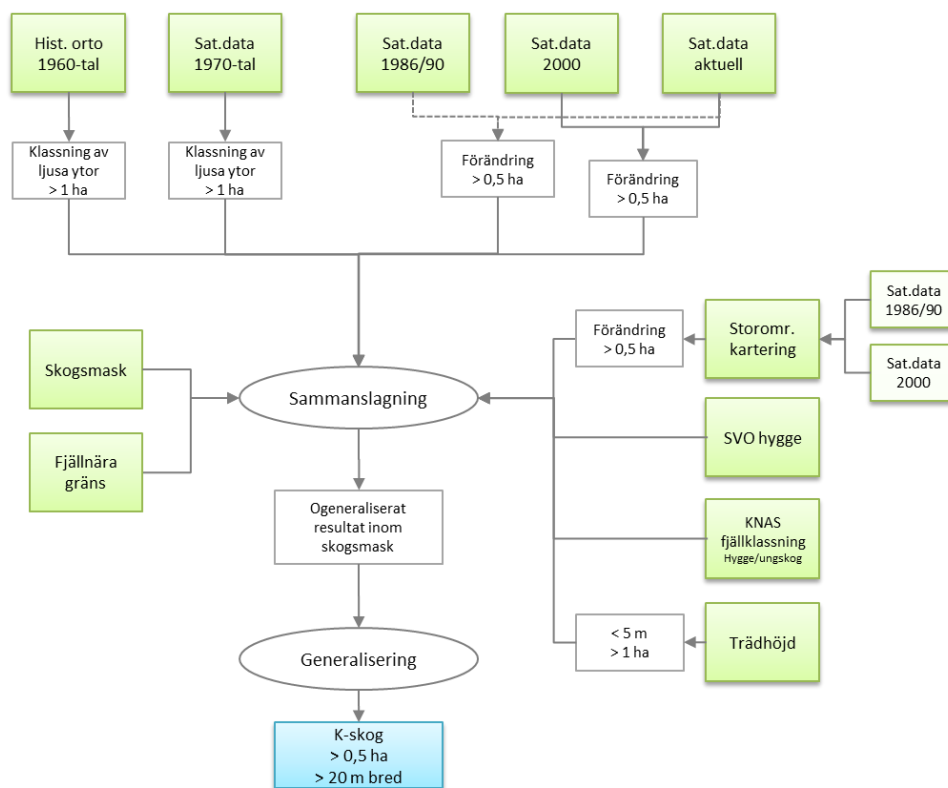 Hist. orto
1960-tal
Sat.data
1970-tal
Sat.data
1986/90
Sat.data
2000
Sat.data
aktuell
Klassning av
ljusa ytor
> 1 ha
Klassning av
ljusa ytor
> 1 ha
Förändring
> 0,5 ha
Förändring
> 0,5 ha
Skogsmask
Fjällnära
gräns
Sammanslagning
Förändring
> 0,5 ha
Storomr.
kartering
Sat.data
1986/90
Sat.data
2000
SVO hygge
KNAS
fjällklassning
Hygge/ungskog
< 5 m
> 1 ha
Trädhöjd
Ogeneraliserat
resultat inom
skogsmask
Generalisering
K-skog
> 0,5 ha
> 20 m bred